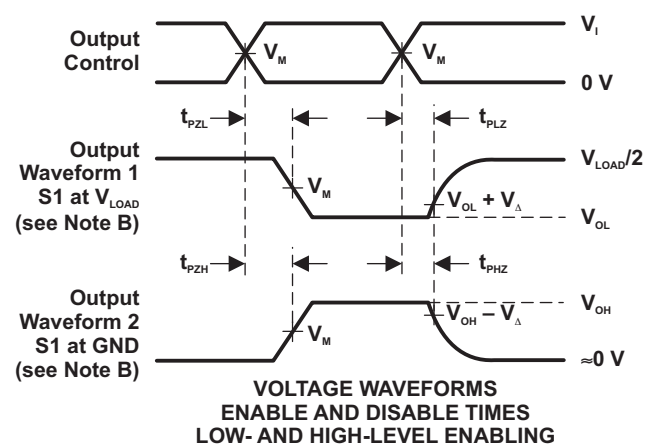 Output
Control
V_M
V_M
V_I
0 V
t_PZL
t_PLZ
Output
Waveform 1
S1 at V_LOAD
(see Note B)
V_M
V_OL + V_Δ
V_LOAD/2
V_OL
t_PZH
t_PHZ
Output
Waveform 2
S1 at GND
(see Note B)
V_M
V_OH – V_Δ
V_OH
≈0 V
VOLTAGE WAVEFORMS
ENABLE AND DISABLE TIMES
LOW- AND HIGH-LEVEL ENABLING